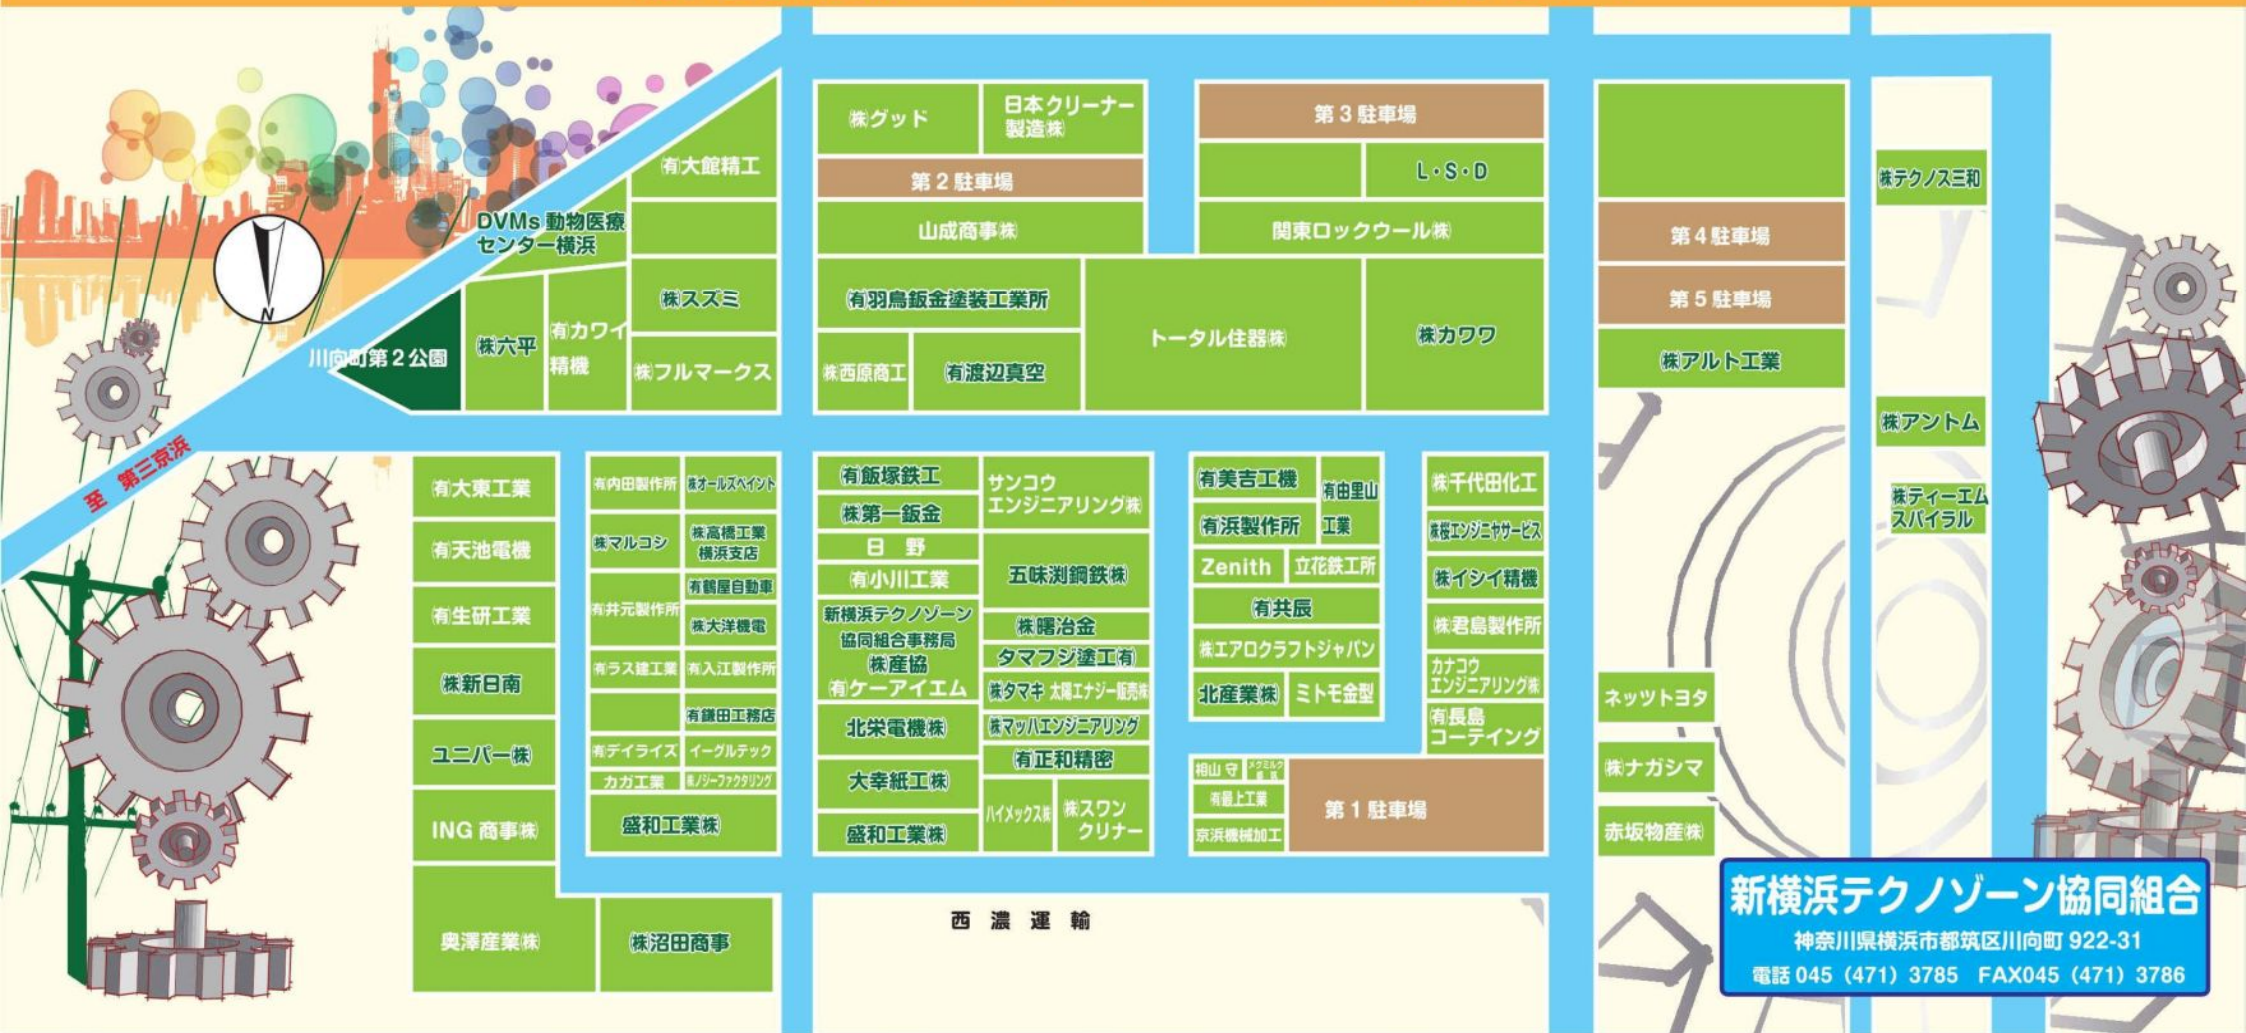 ㈲大館精工
DVMs 動物医療
センター横浜
㈱スズミ
川向町第2公園
㈱六平
㈲カワイ
精機
㈱フルマークス
至 第三京浜
N
㈱グッド
日本クリーナー
製造㈱
第2駐車場
山成商事㈱
㈲羽鳥鈑金塗装工業所
㈱西原商工
㈲渡辺真空
トータル住器㈱
㈱カワワ
第3駐車場
L・S・D
関東ロックウール㈱
第4駐車場
第5駐車場
㈱アルト工業
㈱テクノス三和
㈱アントム
㈱ティーエム
スパイラル
㈲大東工業
㈲天池電機
㈲生研工業
㈱新日南
ユニパー㈱
ING 商事㈱
奥澤産業㈱
㈱沼田商事
㈲内田製作所
㈱オールズペイント
㈱マルコシ
㈱高橋工業
横浜支店
㈲鶴屋自動車
㈲井元製作所
㈱大洋機電
㈲ラス建工業
㈲入江製作所
㈲鎌田工務店
㈲デイライズ
イーグルテック
カガ工業
㈱ノジーファクタリング
盛和工業㈱
㈲飯塚鉄工
㈱第一鈑金
日 野
㈲小川工業
新横浜テクノゾーン
協同組合事務局
㈱産協
㈲ケーアイエム
北栄電機㈱
大幸紙工㈱
盛和工業㈱
サンコウ
エンジニアリング㈱
五味渕鋼鉄㈱
㈱曙冶金
タマフジ塗工㈲
㈱タマキ
太陽エナジー販売㈱
㈱マッハエンジニアリング
㈲正和精密
ハイメックス㈱
㈱スワン
クリナー
㈲美吉工機
㈲由里山
工業
㈲浜製作所
Zenith
立花鉄工所
㈲共辰
㈱エアロクラフトジャパン
北産業㈱
ミトモ金型
相山 守
メグミルク
㈲最上工業
京浜機械加工
第1駐車場
㈱千代田化工
㈱桜エンジニヤサービス
㈱イシイ精機
㈱君島製作所
カナコウ
エンジニアリング㈱
㈲長島
コーテイング
ネッツトヨタ
㈱ナガシマ
赤坂物産㈱
西 濃 運 輸
新横浜テクノゾーン協同組合
神奈川県横浜市都筑区川向町 922-31
電話 045（471）3785 FAX045（471）3786